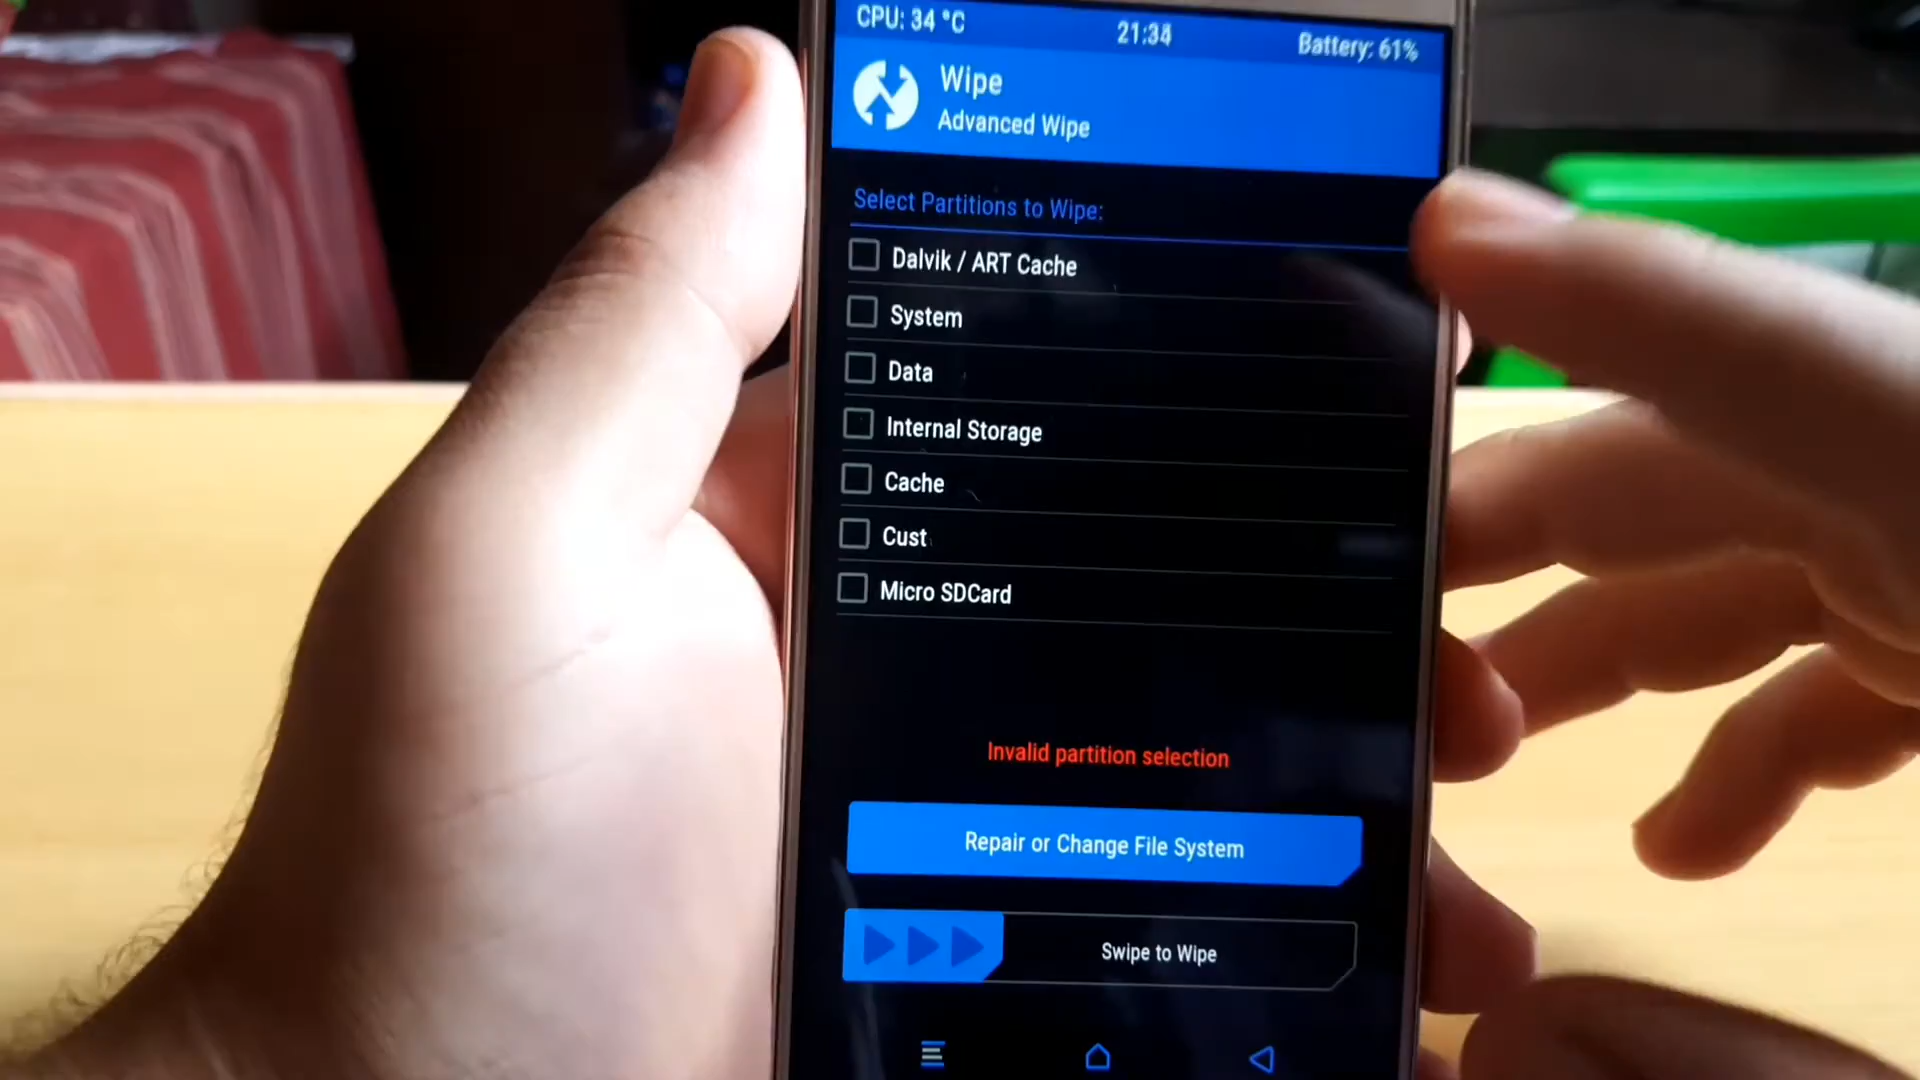 CPU: 34 °C
21:34
Battery: 61%
Wipe
Advanced Wipe
Select Partitions to Wipe:
Dalvik / ART Cache
System
Data
Internal Storage
Cache
Cust
Micro SDCard
Invalid partition selection
Repair or Change File System
Swipe to Wipe